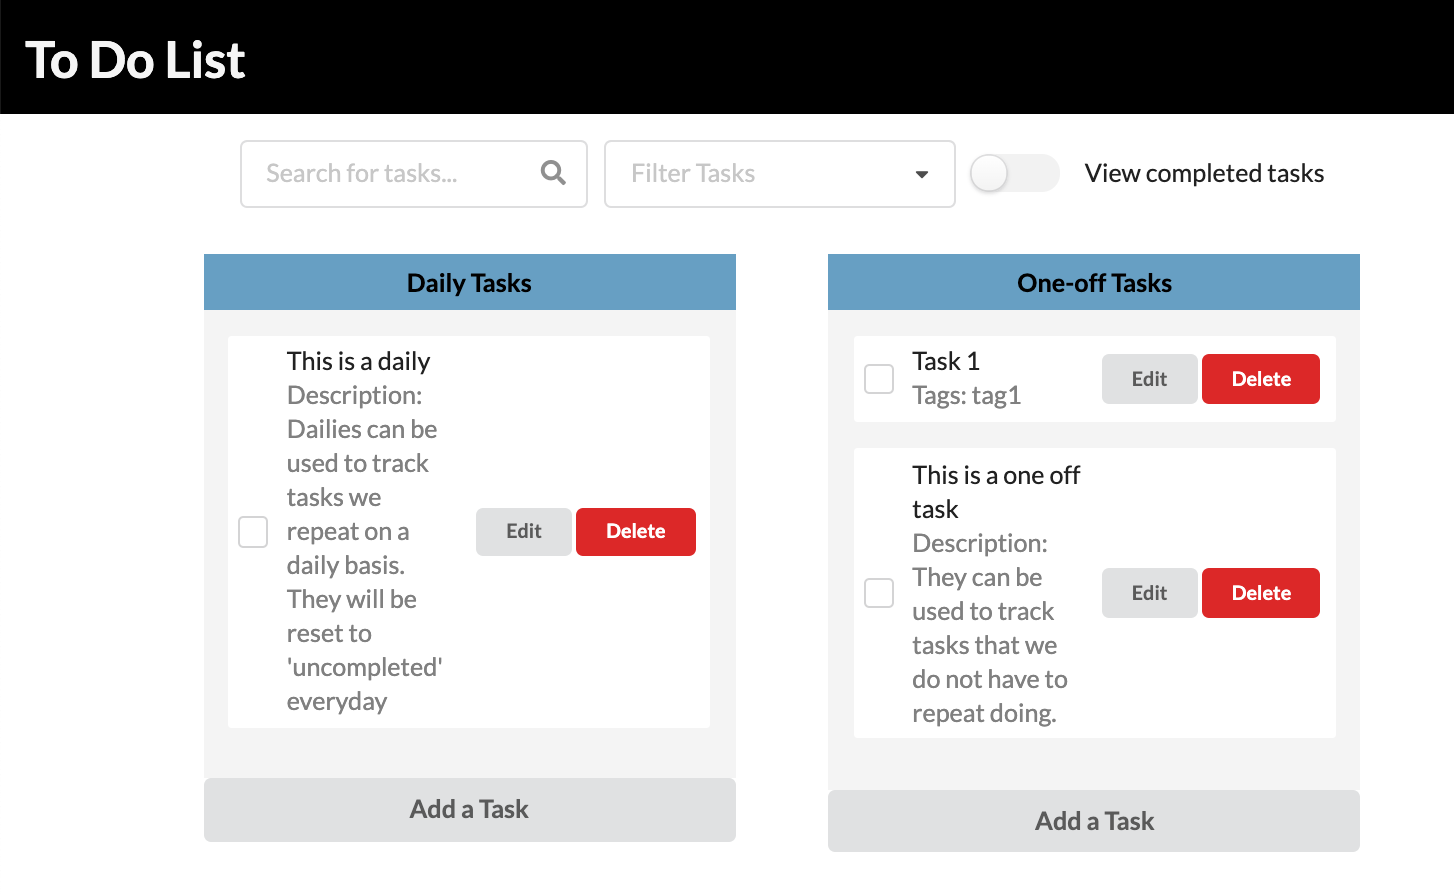 To Do List
Search for tasks...
Filter Tasks
View completed tasks
Daily Tasks
This is a daily
Description:
Dailies can be
used to track
tasks we
repeat on a
daily basis.
They will be
reset to
'uncompleted'
everyday
Edit
Delete
Add a Task
One-off Tasks
Task 1
Tags: tag1
Edit
Delete
This is a one off
task
Description:
They can be
used to track
tasks that we
do not have to
repeat doing.
Edit
Delete
Add a Task